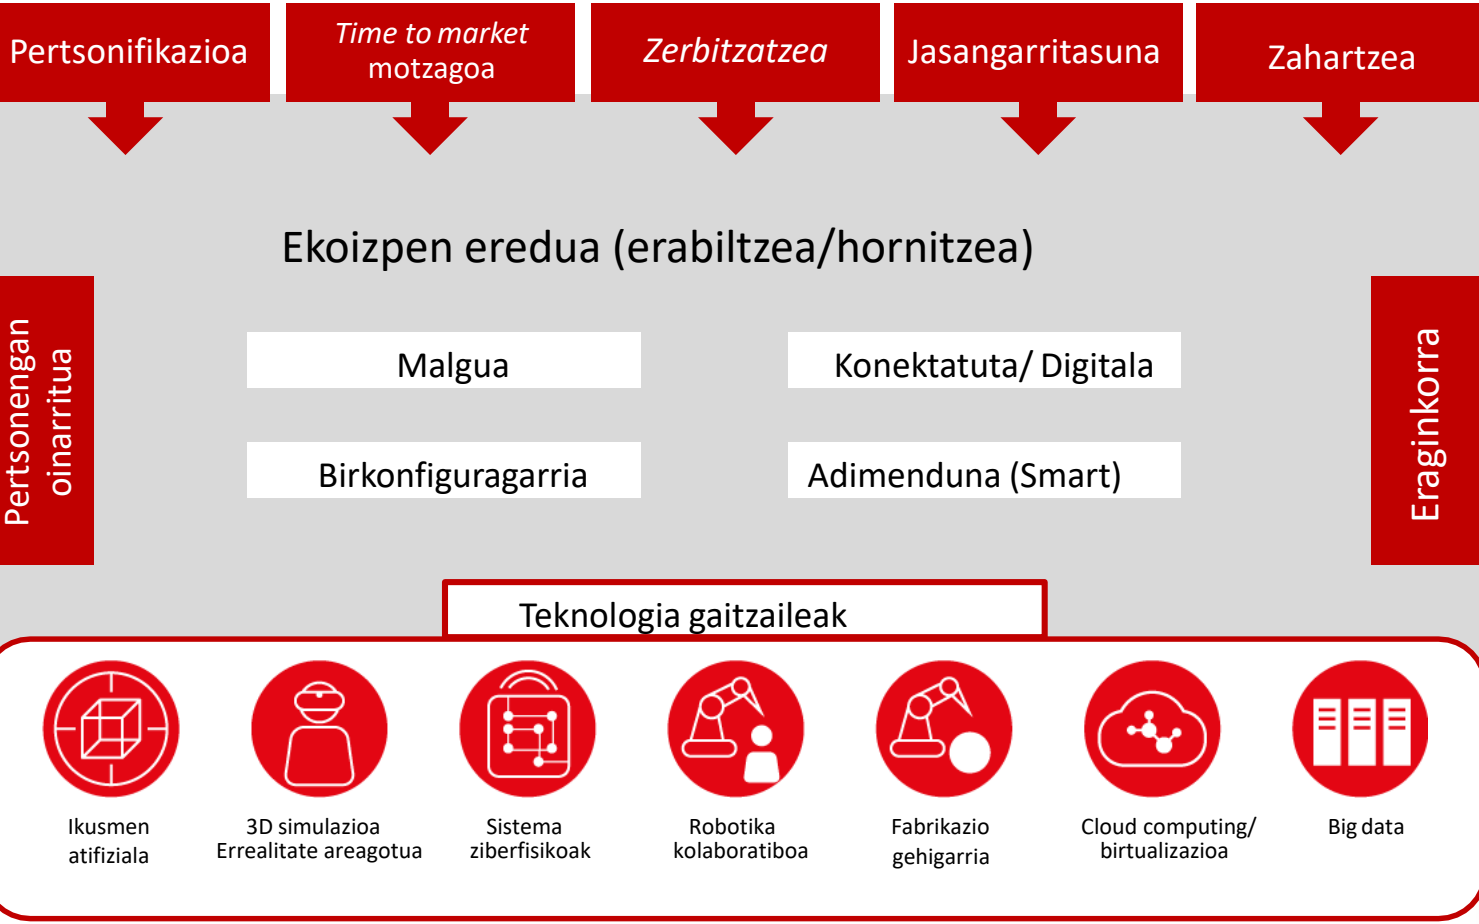 Pertsonifikazioa
Time to market
motzagoa
Zerbitzatzea
Jasangarritasuna
Zahartzea
Ekoizpen eredua (erabiltzea/hornitzea)
Pertsonengan
oinarritua
Malgua
Konektatuta/ Digitala
Birkonfiguragarria
Adimenduna (Smart)
Eraginkorra
Teknologia gaitzaileak
Ikusmen
atifiziala
3D simulazioa
Errealitate areagotua
Sistema
ziberfisikoak
Robotika
kolaboratiboa
Fabrikazio
gehigarria
Cloud computing/
birtualizazioa
Big data